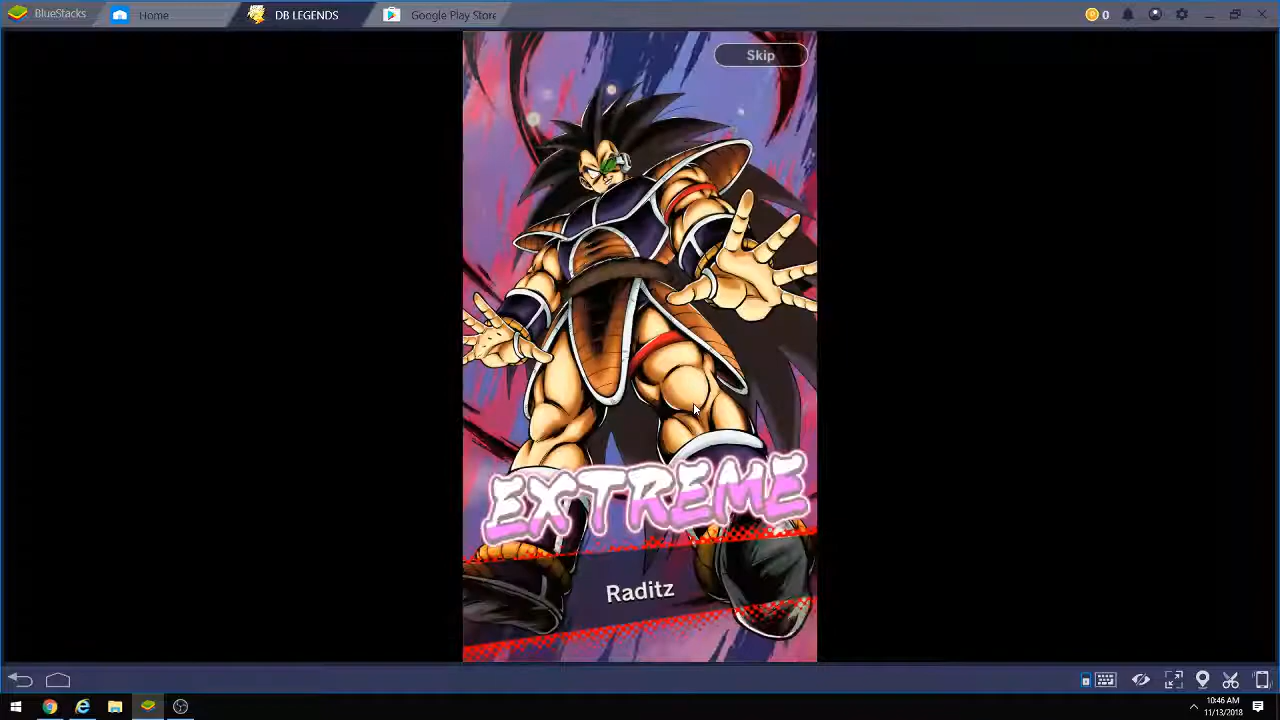 BlueStacks Home DB LEGENDS Google Play Store 0
Skip
EXTREME
Raditz
10:46 AM
11/13/2018